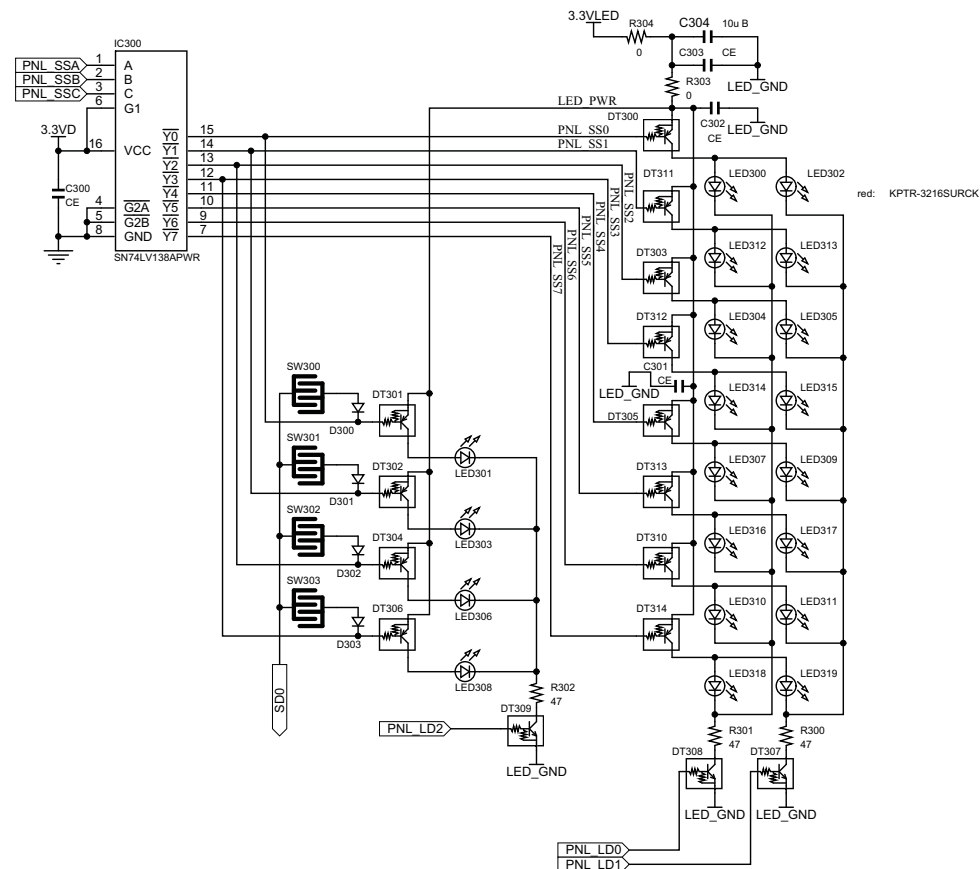 3.3VLED
R304
0
C304
10u B
C303
CE
LED_GND
R303
0
LED_PWR
C302
CE
LED_GND
IC300
PNL_SSA
1
A
PNL_SSB
2
B
PNL_SSC
3
C
6
G1
3.3VD
16
VCC
C300
CE
4
G2A
5
G2B
8
GND
Y0
15
Y1
14
Y2
13
Y3
12
Y4
11
Y5
10
Y6
9
Y7
7
SN74LV138APWR
PNL_SS0
PNL_SS1
PNL_SS2
PNL_SS3
PNL_SS4
PNL_SS5
PNL_SS6
PNL_SS7
DT300
LED300
LED302
red: KPTR-3216SURCK
DT311
LED312
LED313
DT303
LED304
LED305
DT312
C301
CE
LED_GND
LED314
LED315
DT305
LED307
LED309
DT313
LED316
LED317
DT310
LED310
LED311
DT314
LED318
LED319
SW300
D300
DT301
LED301
SW301
D301
DT302
LED303
SW302
D302
DT304
LED306
SW303
D303
DT306
LED308
SD0
R302
47
PNL_LD2
DT309
LED_GND
R301
47
R300
47
DT308
DT307
LED_GND
LED_GND
PNL_LD0
PNL_LD1